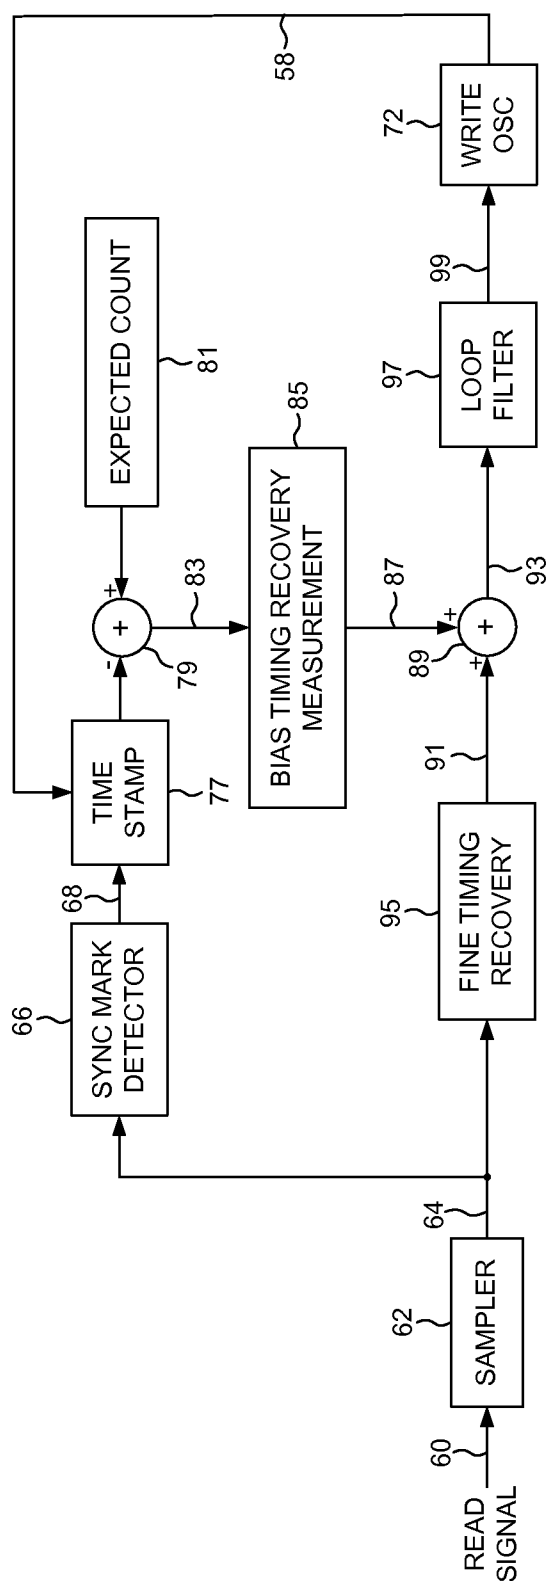 READ
SIGNAL
60
SAMPLER
62
64
SYNC MARK
DETECTOR
66
68
TIME
STAMP
77
-
+
79
+
EXPECTED COUNT
81
83
BIAS TIMING RECOVERY
MEASUREMENT
85
87
FINE TIMING
RECOVERY
95
91
+
+
89
+
93
LOOP
FILTER
97
99
WRITE
OSC
72
58